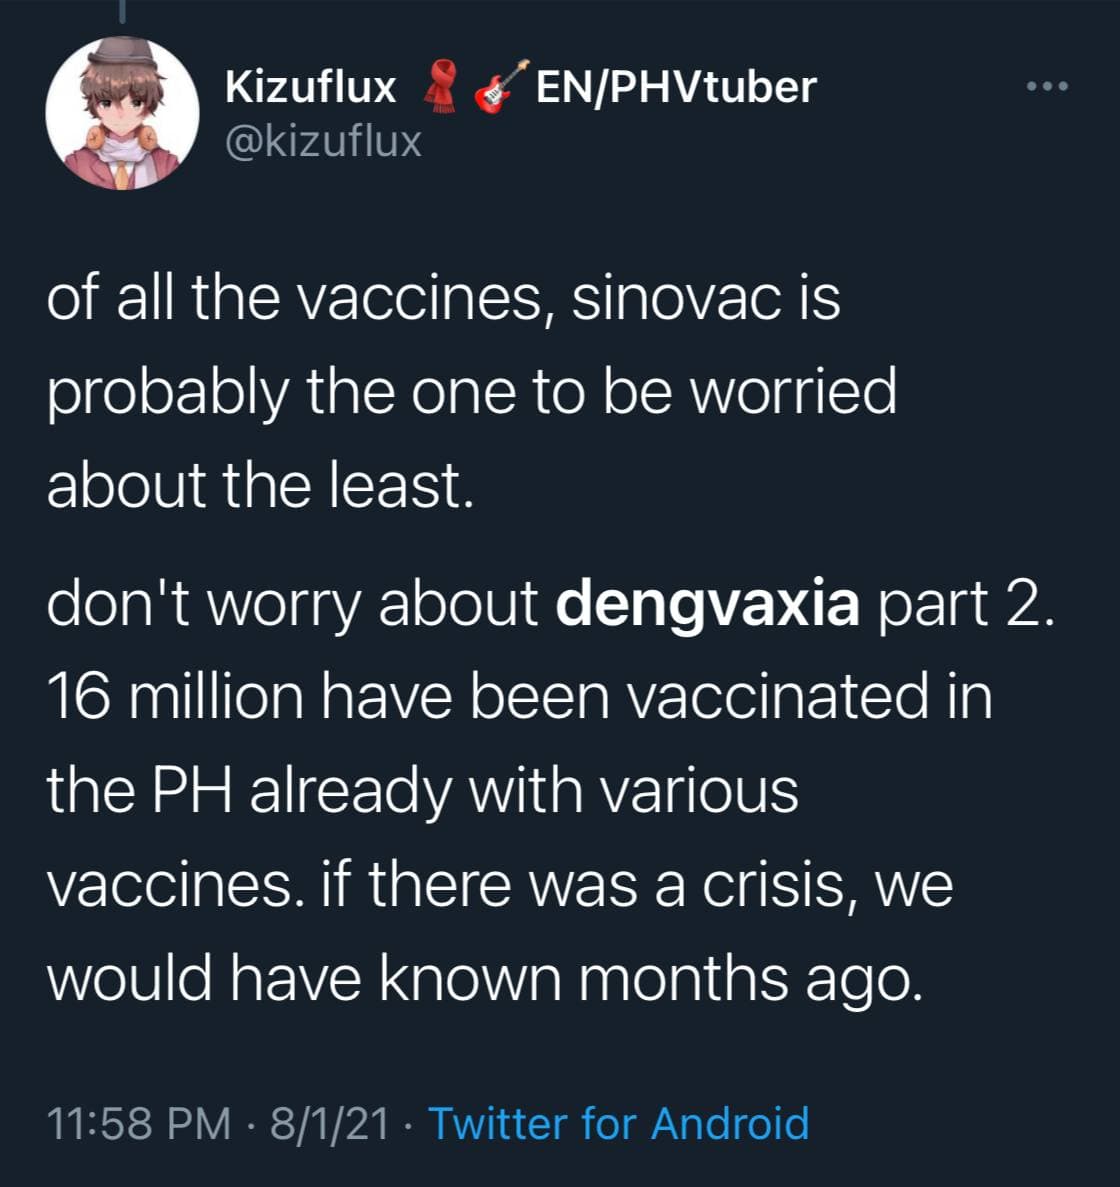 Kizuflux 🧣🎸EN/PHVtuber
@kizuflux
of all the vaccines, sinovac is
probably the one to be worried
about the least.
don't worry about dengvaxia part 2.
16 million have been vaccinated in
the PH already with various
vaccines. if there was a crisis, we
would have known months ago.
11:58 PM · 8/1/21 · Twitter for Android